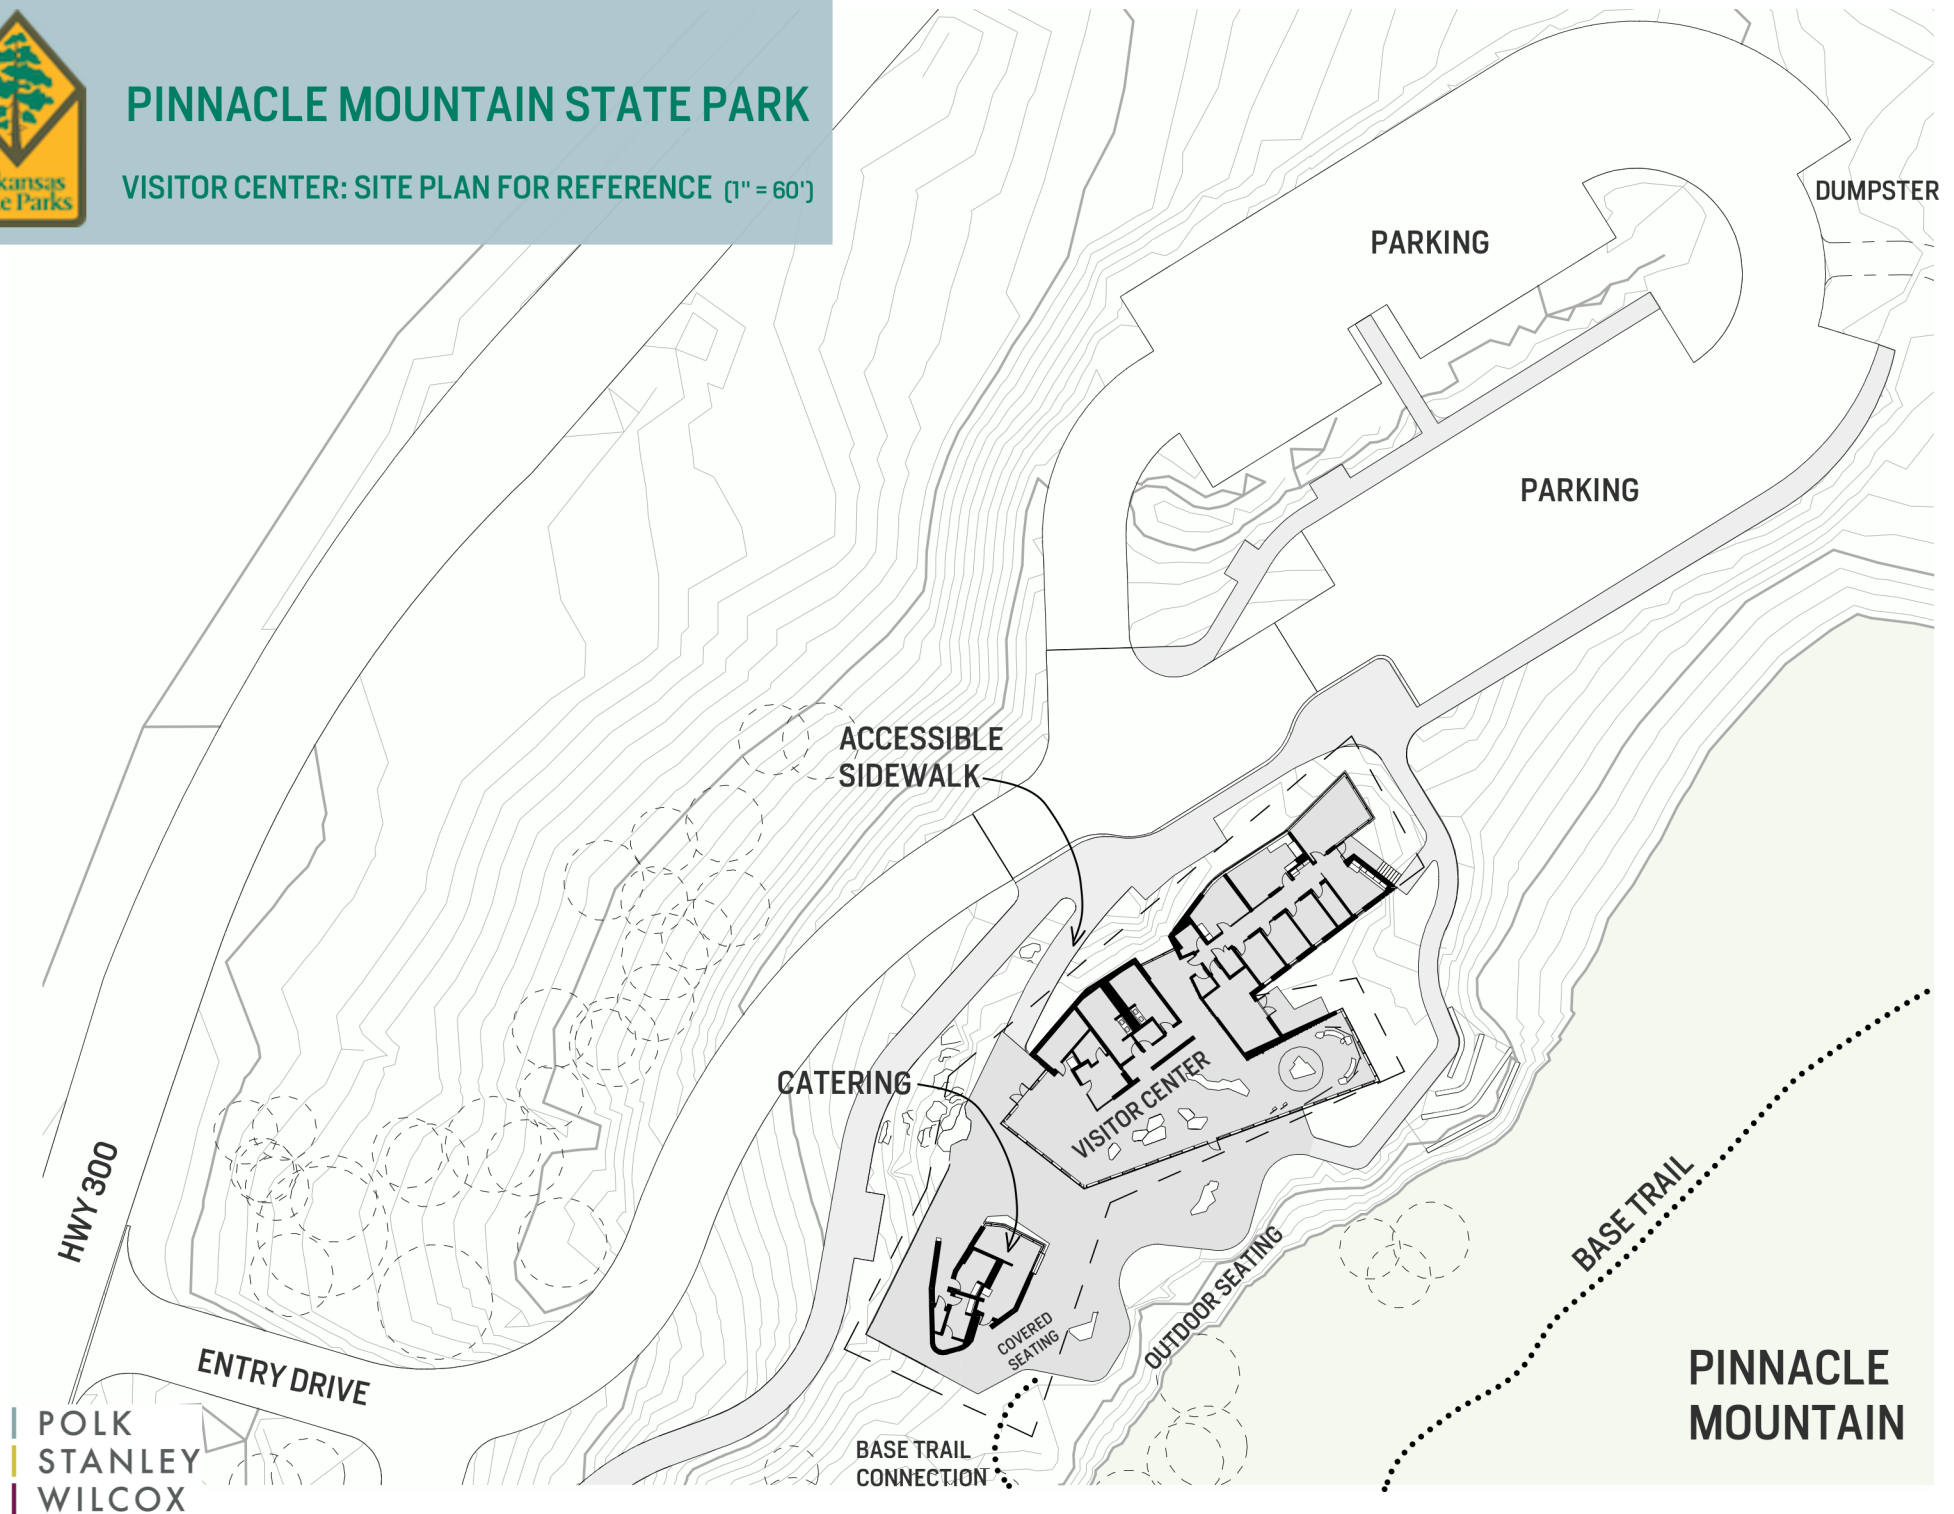 PINNACLE MOUNTAIN STATE PARK
VISITOR CENTER: SITE PLAN FOR REFERENCE (1" = 60')
kansas
e Parks
DUMPSTER
PARKING
PARKING
ACCESSIBLE
SIDEWALK
CATERING
VISITOR CENTER
HWY 300
BASE TRAIL
OUTDOOR SEATING
COVERED
SEATING
ENTRY DRIVE
PINNACLE
MOUNTAIN
BASE TRAIL
CONNECTION
POLK
STANLEY
WILCOX